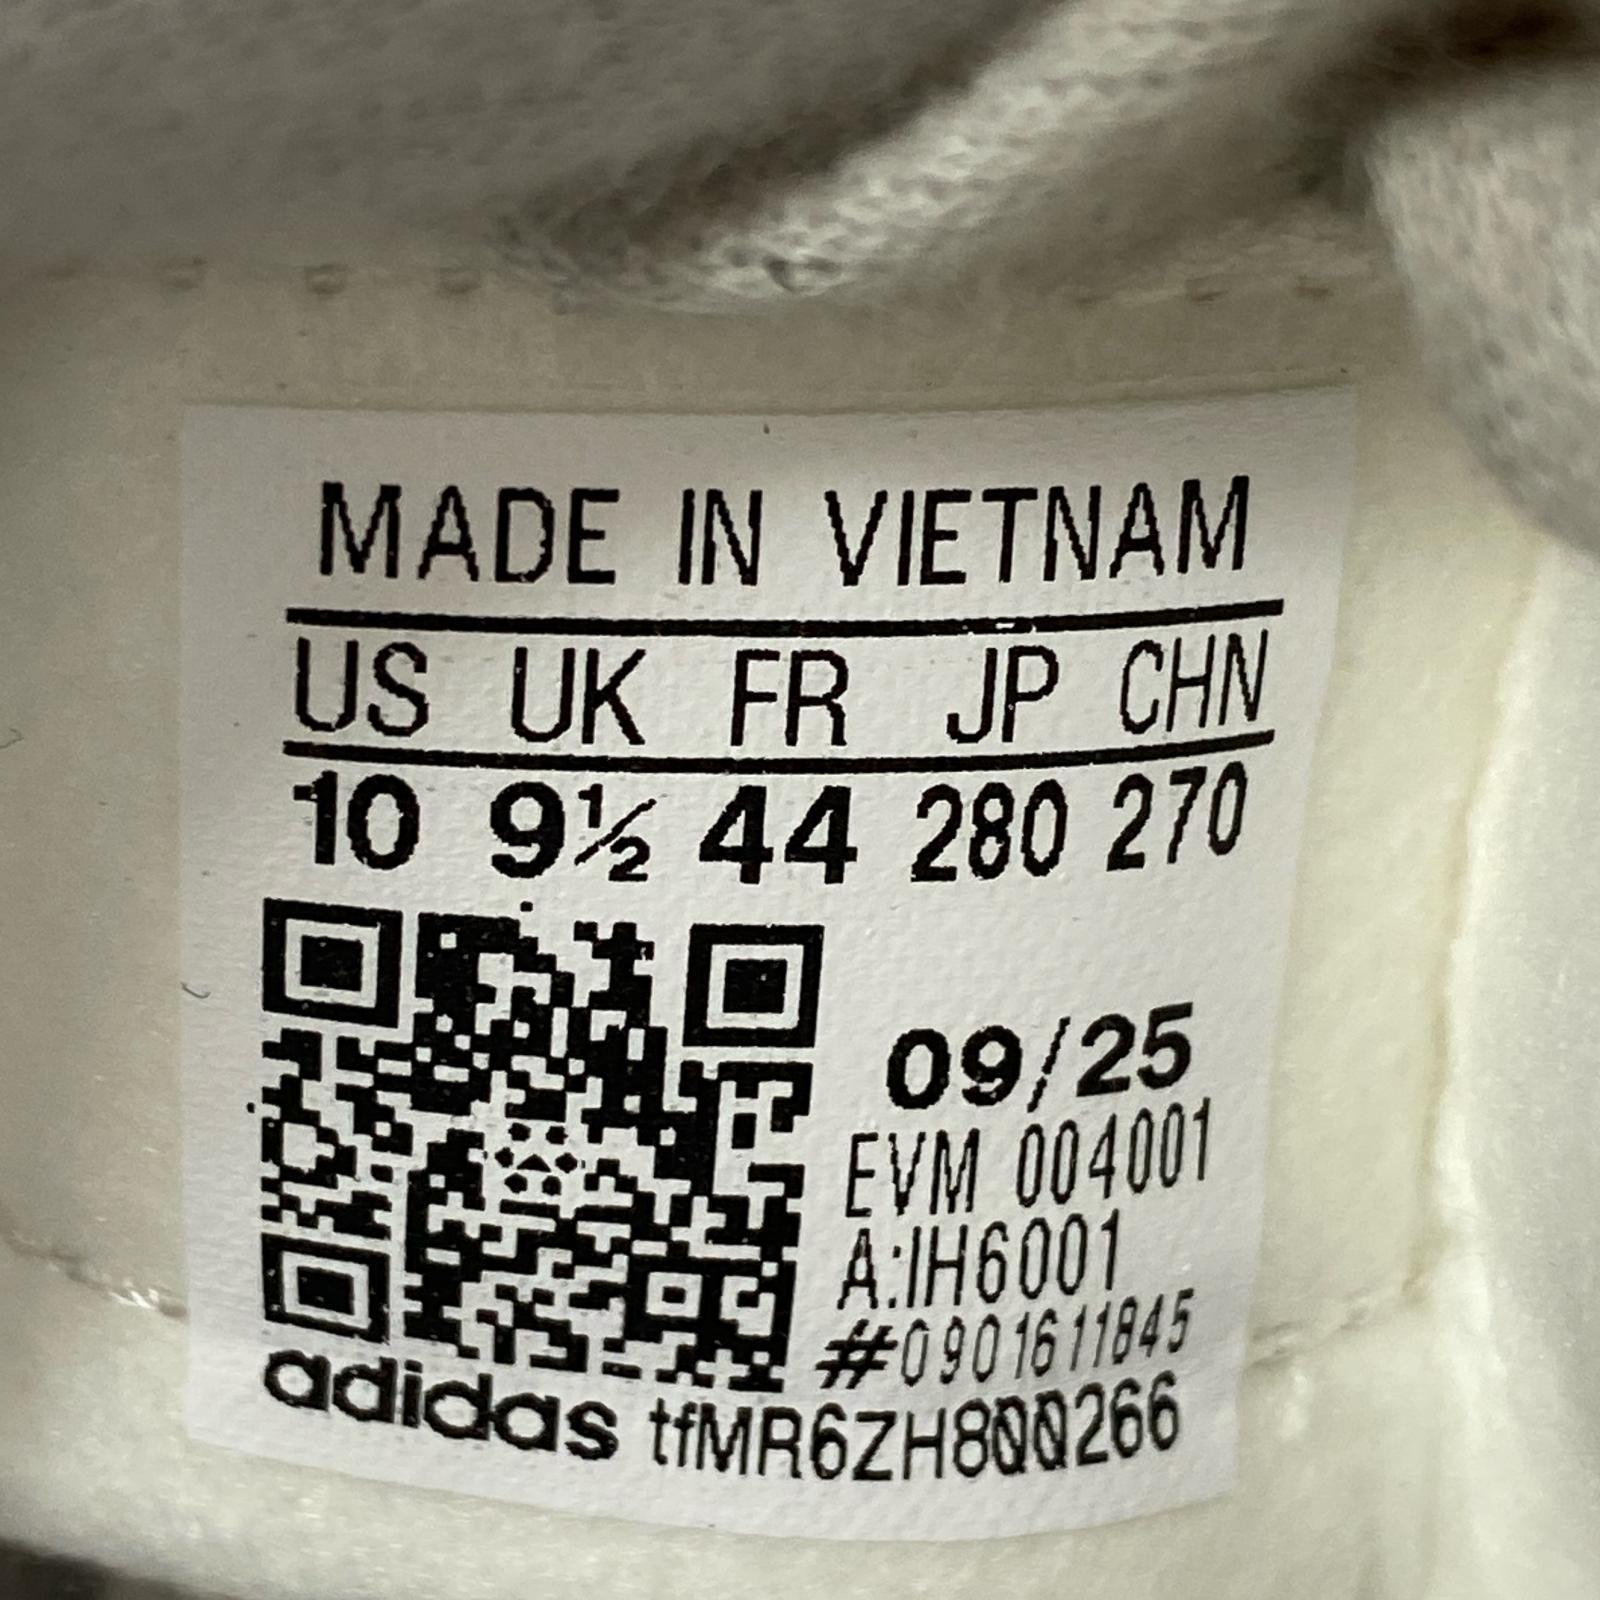 MADE IN VIETNAM
US UK FR JP CHN
10 9½ 44 280 270
09/25
EVM 004001
A:IH6001
#0901611845
adidas tfMR6ZH800266